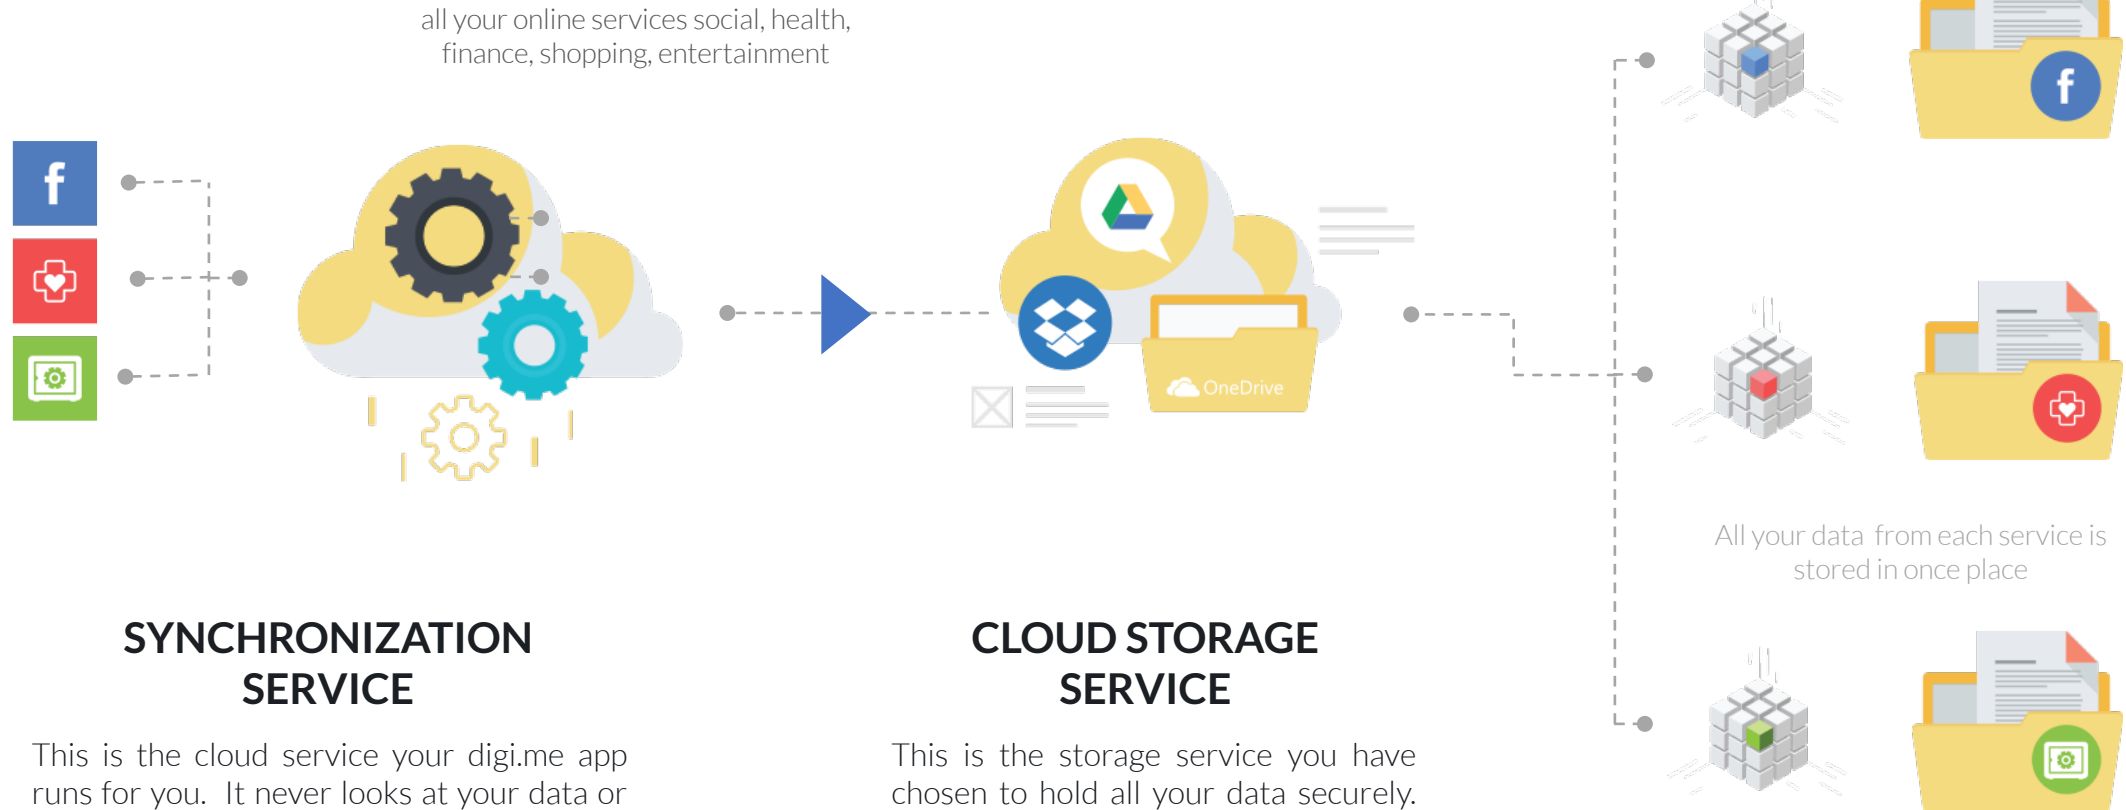 all your online services social, health,
finance, shopping, entertainment
f
f
OneDrive
All your data from each service is
stored in once place
SYNCHRONIZATION
SERVICE
This is the cloud service your digi.me app
runs for you. It never looks at your data or
CLOUD STORAGE
SERVICE
This is the storage service you have
chosen to hold all your data securely.